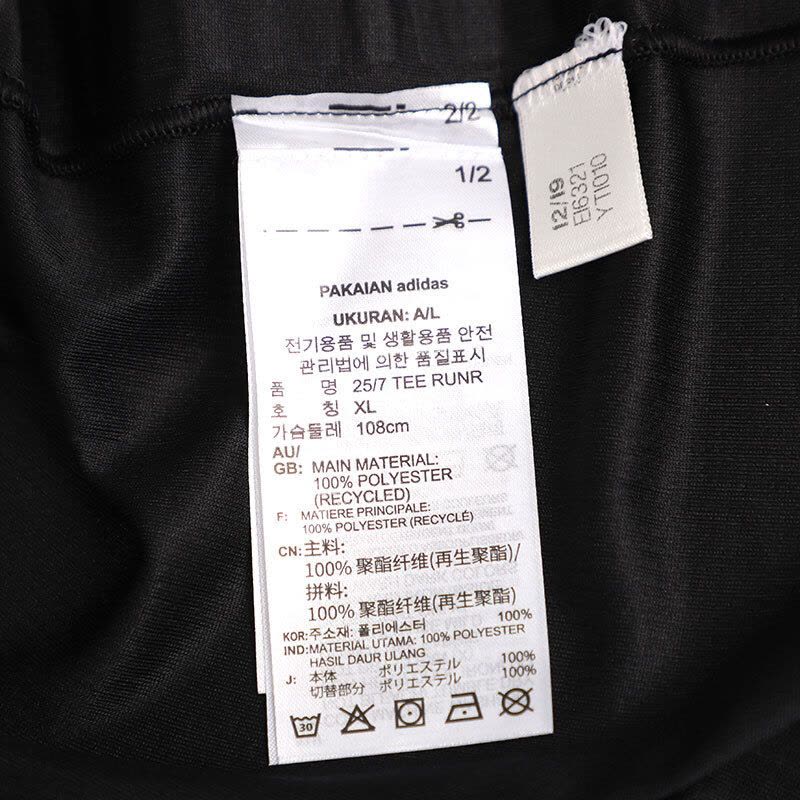 2/2
1/2
PAKAIAN adidas
UKURAN: A/L
전기용품 및 생활용품 안전
관리법에 의한 품질표시
품 명 25/7 TEE RUNR
호 칭 XL
가슴둘레 108cm
AU/
GB: MAIN MATERIAL:
100% POLYESTER
(RECYCLED)
F: MATIERE PRINCIPALE:
100% POLYESTER (RECYCLÉ)
CN: 主料:
100% 聚酯纤维(再生聚酯)/
拼料:
100% 聚酯纤维(再生聚酯)
KOR: 주소재: 폴리에스터 100%
IND: MATERIAL UTAMA: 100% POLYESTER
HASIL DAUR ULANG
J: 本体 ポリエステル 100%
切替部分 ポリエステル 100%
30
12/19
EI6321
YTI010